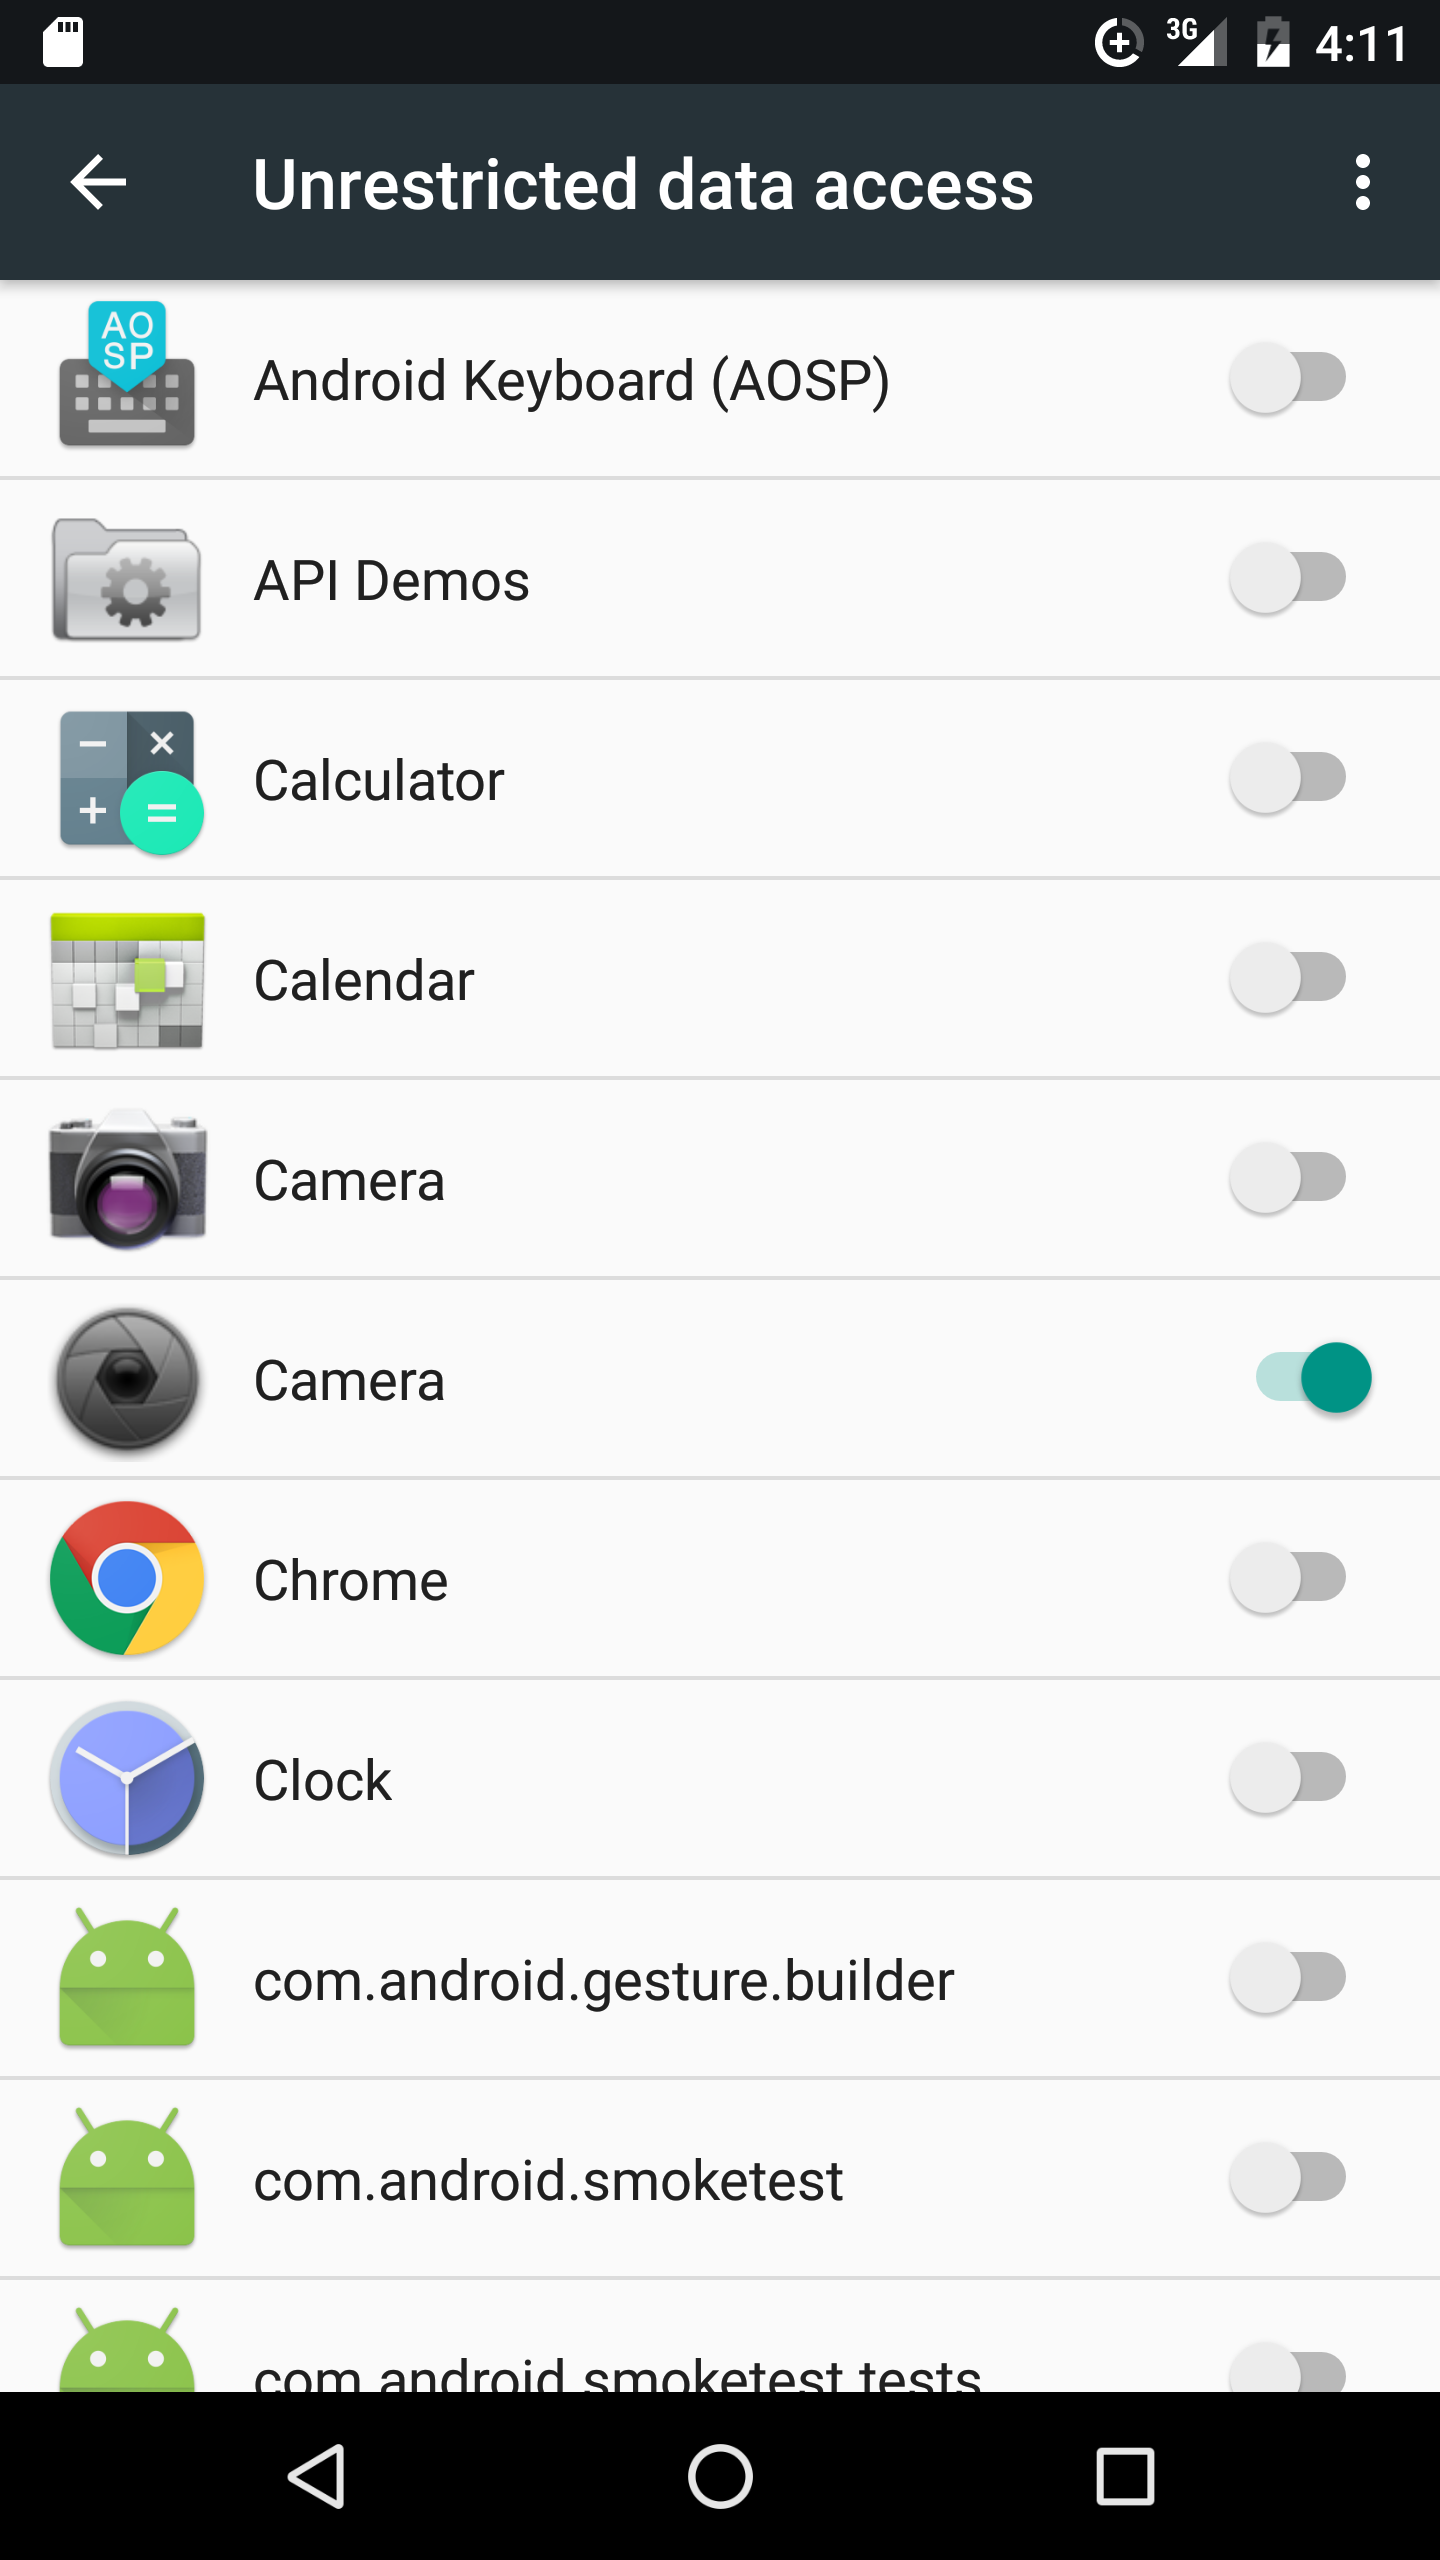 3G 4:11
Unrestricted data access
AO
SP
Android Keyboard (AOSP)
API Demos
Calculator
Calendar
Camera
Camera
Chrome
Clock
com.android.gesture.builder
com.android.smoketest
com.android.smoketest.tests